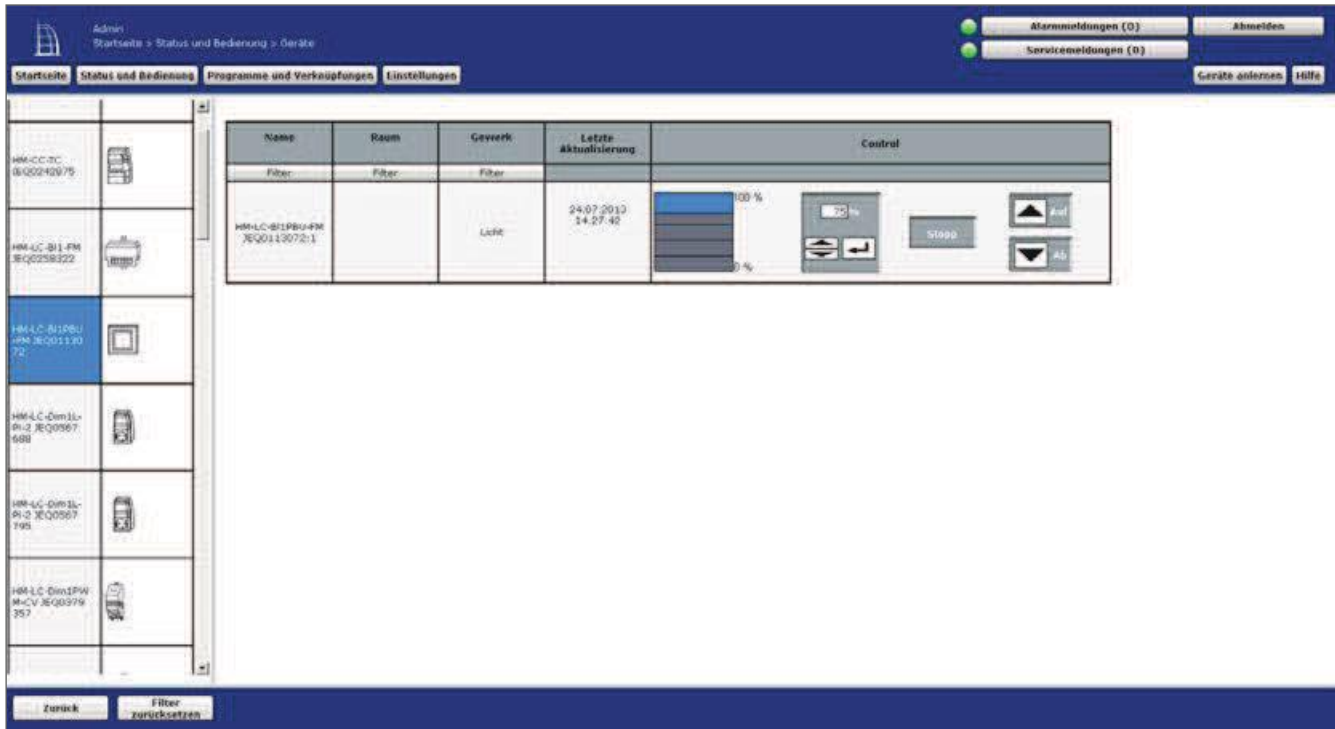 Admin
Startseite > Status und Bedienung > Geräte
Alarmmeldungen (0)
Abmelden
Servicemeldungen (0)
Startseite
Status und Bedienung
Programme und Verknüpfungen
Einstellungen
Geräte anlernen
Hilfe
HM-CC-TC
JEQ0242875
HM-LC-Bl1-FM
JEQ0258322
HM-LC-Bl1PBU
-FM JEQ01130
72
HM-LC-Dim1L-
Pl-2 JEQ0567
688
HM-LC-Dim1L-
Pl-2 JEQ0567
795
HM-LC-Dim1PW
M-CV JEQ0379
357
Name
Raum
Gewerk
Letzte
Aktualisierung
Control
Filter
Filter
Filter
HM-LC-Bl1PBU-FM
JEQ0113072:1
Licht
24.07.2013
14:27:42
100 %
0 %
75 %
Stopp
Auf
Ab
Zurück
Filter
zurücksetzen